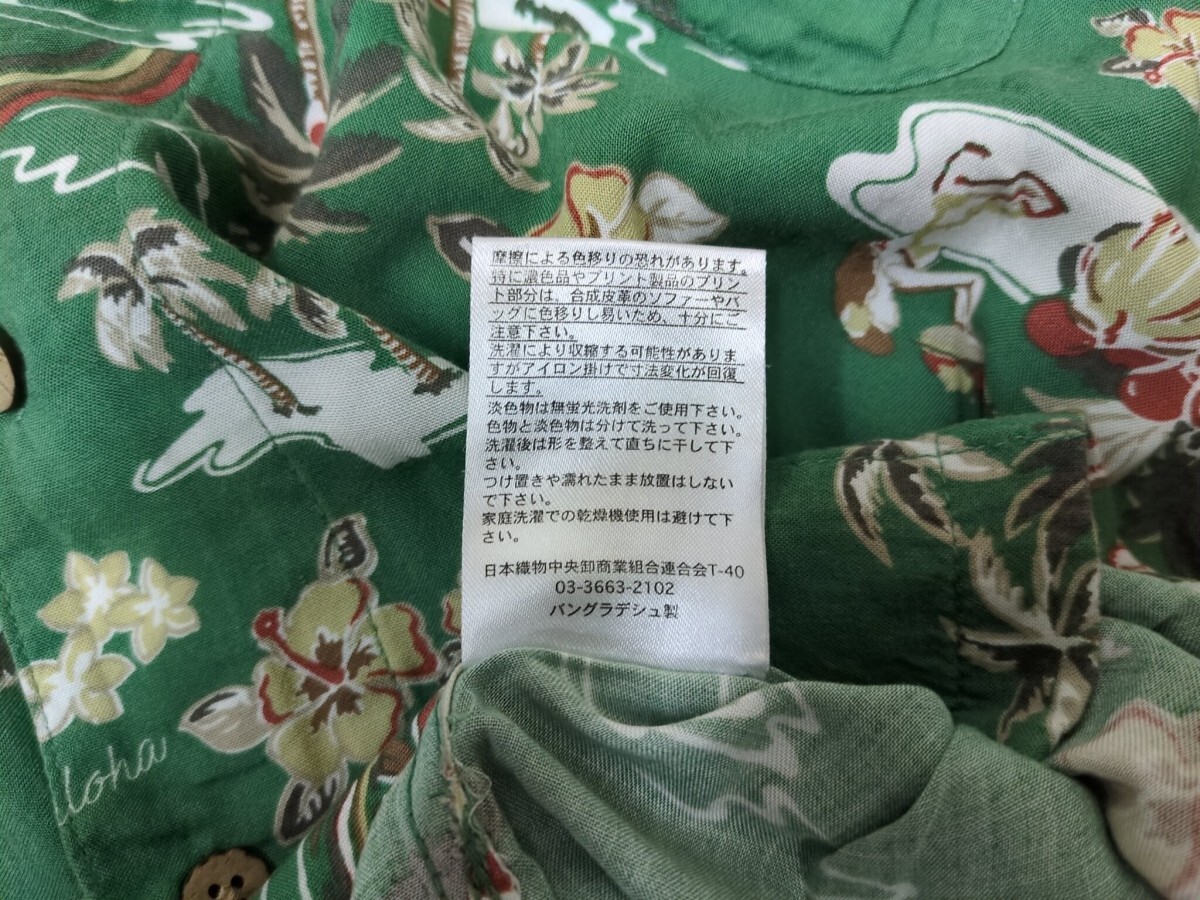 摩擦による色移りの恐れがあります。
特に濃色品やプリント製品のプリン
ト部分は、合成皮革のソファーやバ
ッグに色移りし易いため、十分にご
注意下さい。
洗濯により収縮する可能性がありま
すがアイロン掛けで寸法変化が回復
します。
淡色物は無蛍光洗剤をご使用下さい。
色物と淡色物は分けて洗って下さい。
洗濯後は形を整えて直ちに干して下
さい。
つけ置きや濡れたまま放置はしない
で下さい。
家庭洗濯での乾燥機使用は避けて下
さい。
日本織物中央卸商業組合連合会T-40
03-3663-2102
バングラデシュ製
loha